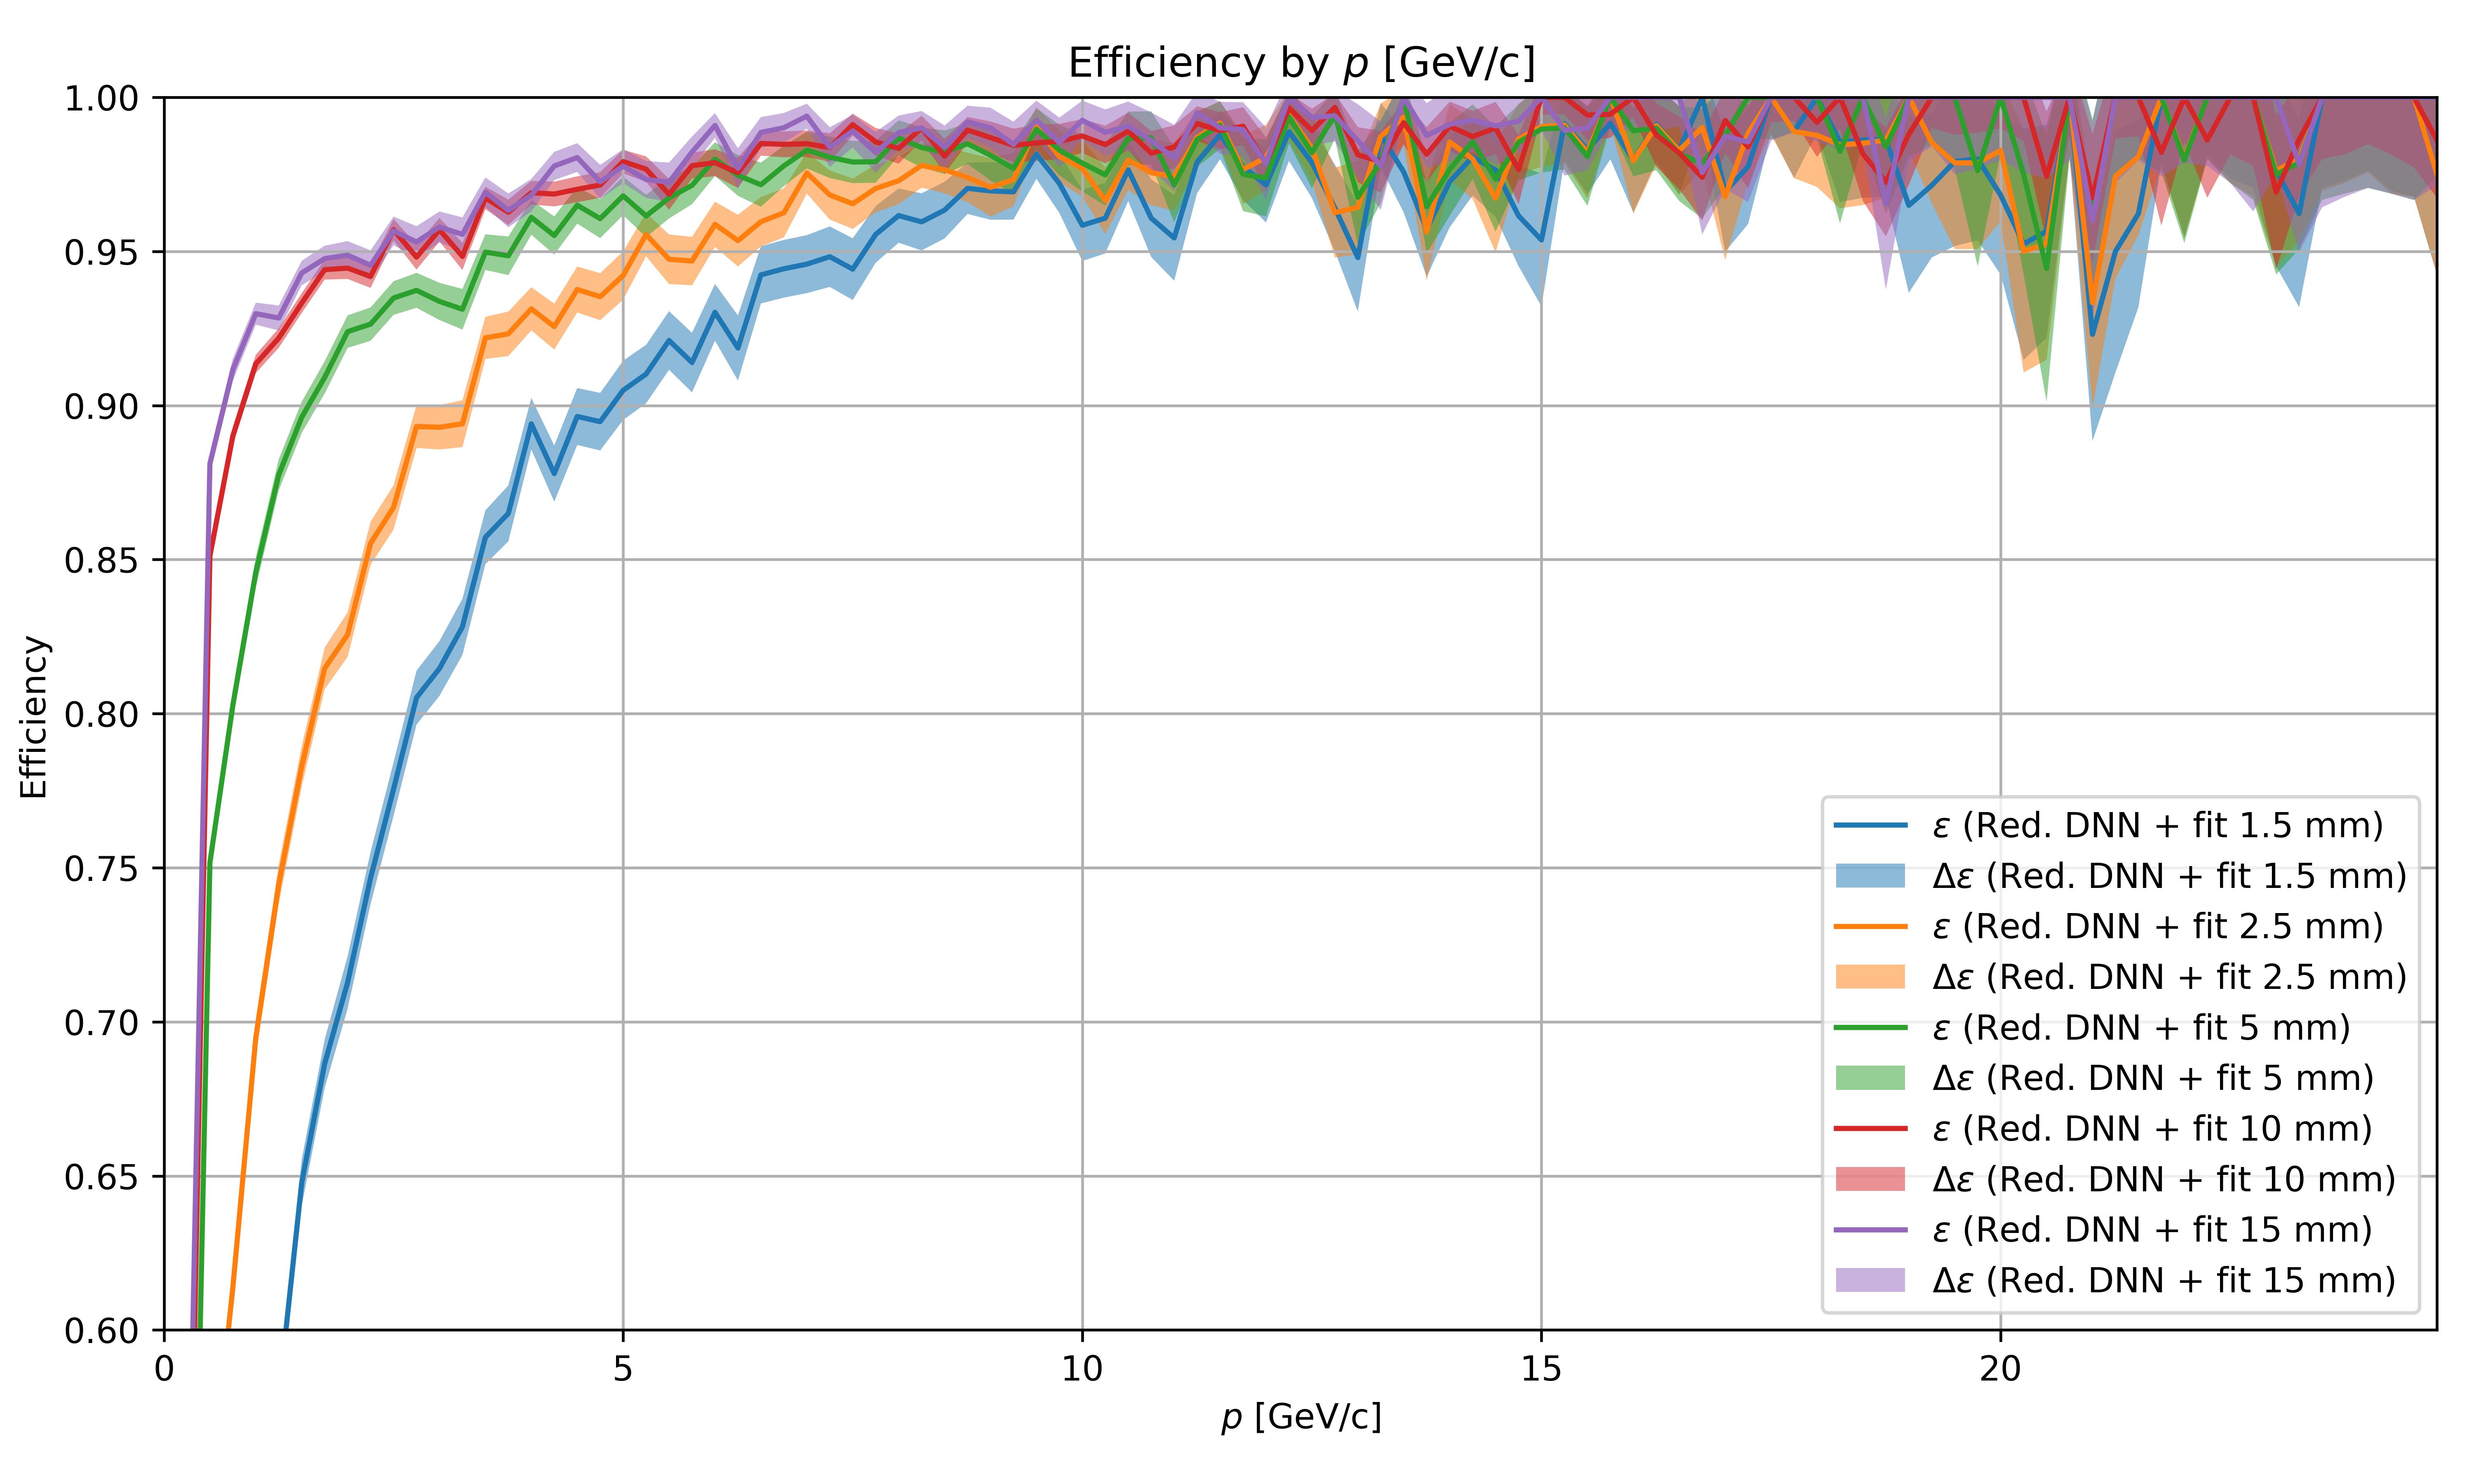 Efficiency by p [GeV/c]
1.00
0.95
0.90
0.85
0.80
0.75
0.70
0.65
0.60
Efficiency
0 5 10 15 20
p [GeV/c]
ε (Red. DNN + fit 1.5 mm)
Δε (Red. DNN + fit 1.5 mm)
ε (Red. DNN + fit 2.5 mm)
Δε (Red. DNN + fit 2.5 mm)
ε (Red. DNN + fit 5 mm)
Δε (Red. DNN + fit 5 mm)
ε (Red. DNN + fit 10 mm)
Δε (Red. DNN + fit 10 mm)
ε (Red. DNN + fit 15 mm)
Δε (Red. DNN + fit 15 mm)